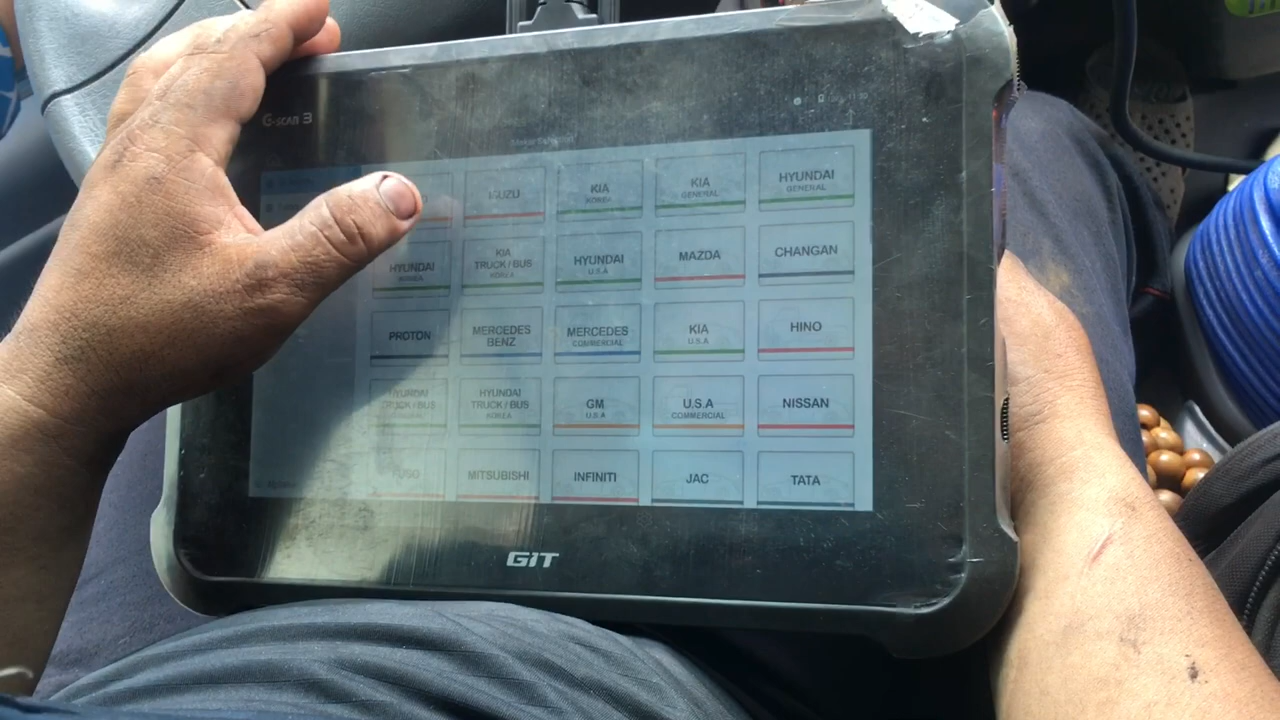 G-SCAN 3
ISUZU
KIA
KOREA
KIA
GENERAL
HYUNDAI
GENERAL
HYUNDAI
KOREA
KIA
TRUCK / BUS
KOREA
HYUNDAI
U.S.A
MAZDA
CHANGAN
PROTON
MERCEDES
BENZ
MERCEDES
COMMERCIAL
KIA
U.S.A
HINO
HYUNDAI
TRUCK / BUS
HYUNDAI
TRUCK / BUS
KOREA
GM
U.S.A
U.S.A
COMMERCIAL
NISSAN
FUSO
MITSUBISHI
INFINITI
JAC
TATA
GIT